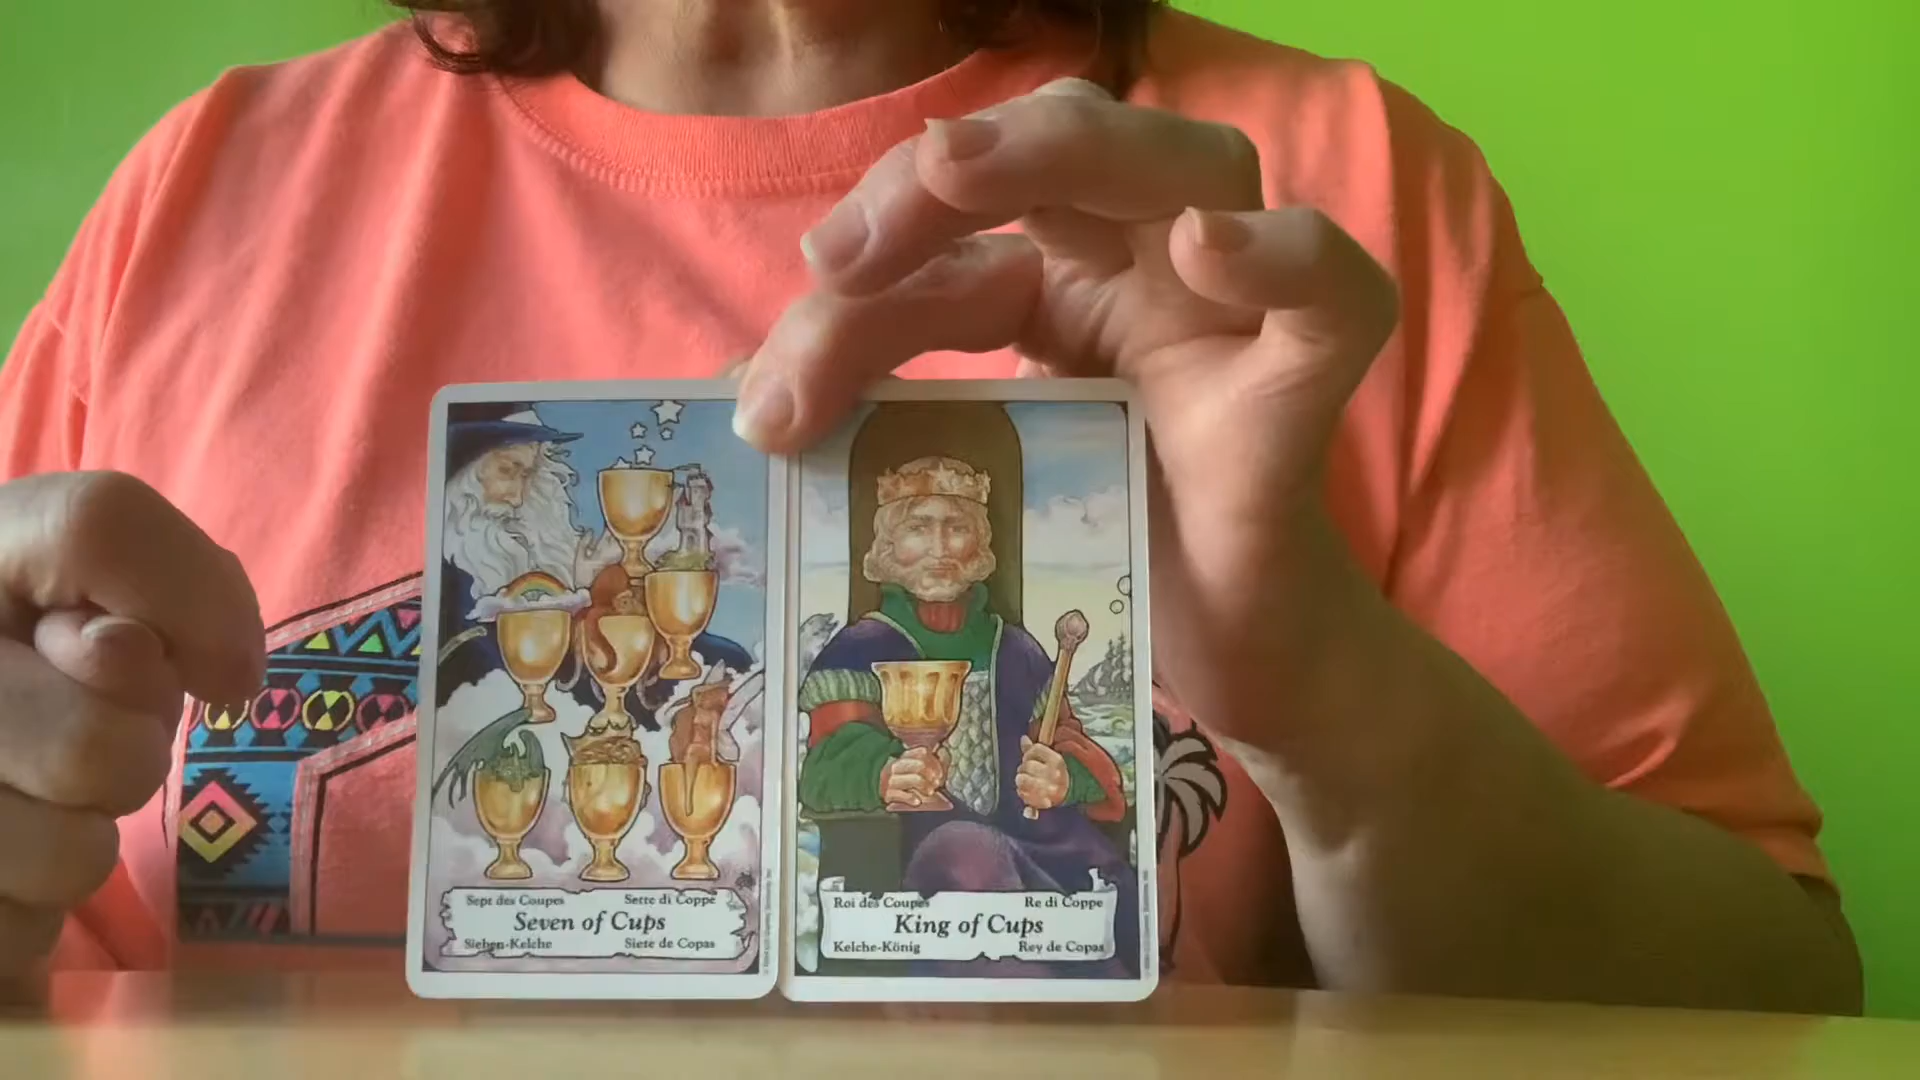 Sept des Coupes Sette di Coppe
Seven of Cups
Sieben-Kelche Siete de Copas
Roi des Coupes Re di Coppe
King of Cups
Kelche-König Rey de Copas